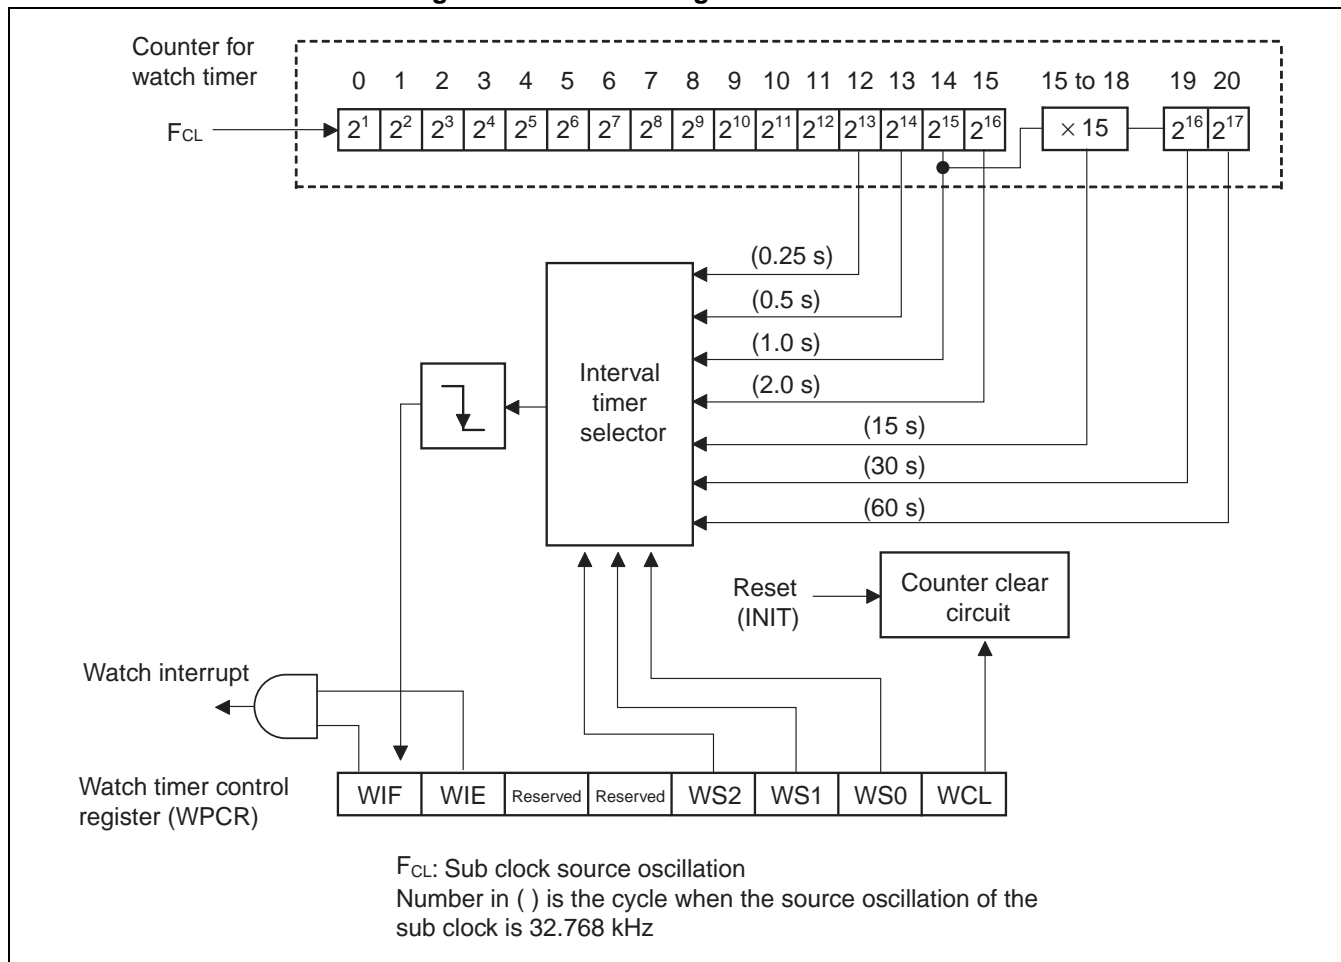 Counter for
watch timer
0 1 2 3 4 5 6 7 8 9 10 11 12 13 14 15 15 to 18 19 20
FCL
2¹ 2² 2³ 2⁴ 2⁵ 2⁶ 2⁷ 2⁸ 2⁹ 2¹⁰ 2¹¹ 2¹² 2¹³ 2¹⁴ 2¹⁵ 2¹⁶ × 15 2¹⁶ 2¹⁷
(0.25 s)
(0.5 s)
(1.0 s)
(2.0 s)
(15 s)
(30 s)
(60 s)
Interval
timer
selector
Reset
(INIT)
Counter clear
circuit
Watch interrupt
Watch timer control
register (WPCR)
WIF WIE Reserved Reserved WS2 WS1 WS0 WCL
FCL: Sub clock source oscillation
Number in ( ) is the cycle when the source oscillation of the
sub clock is 32.768 kHz